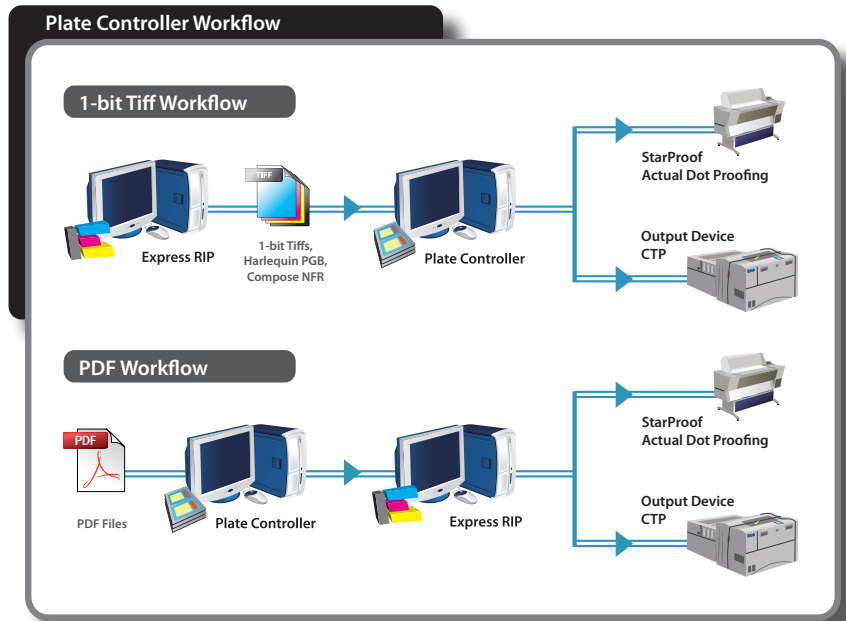 Plate Controller Workflow
1-bit Tiff Workflow
TIFF
Express RIP
1-bit Tiffs,
Harlequin PGB,
Compose NFR
Plate Controller
StarProof
Actual Dot Proofing
Output Device
CTP
PDF Workflow
PDF
PDF Files
Plate Controller
Express RIP
StarProof
Actual Dot Proofing
Output Device
CTP